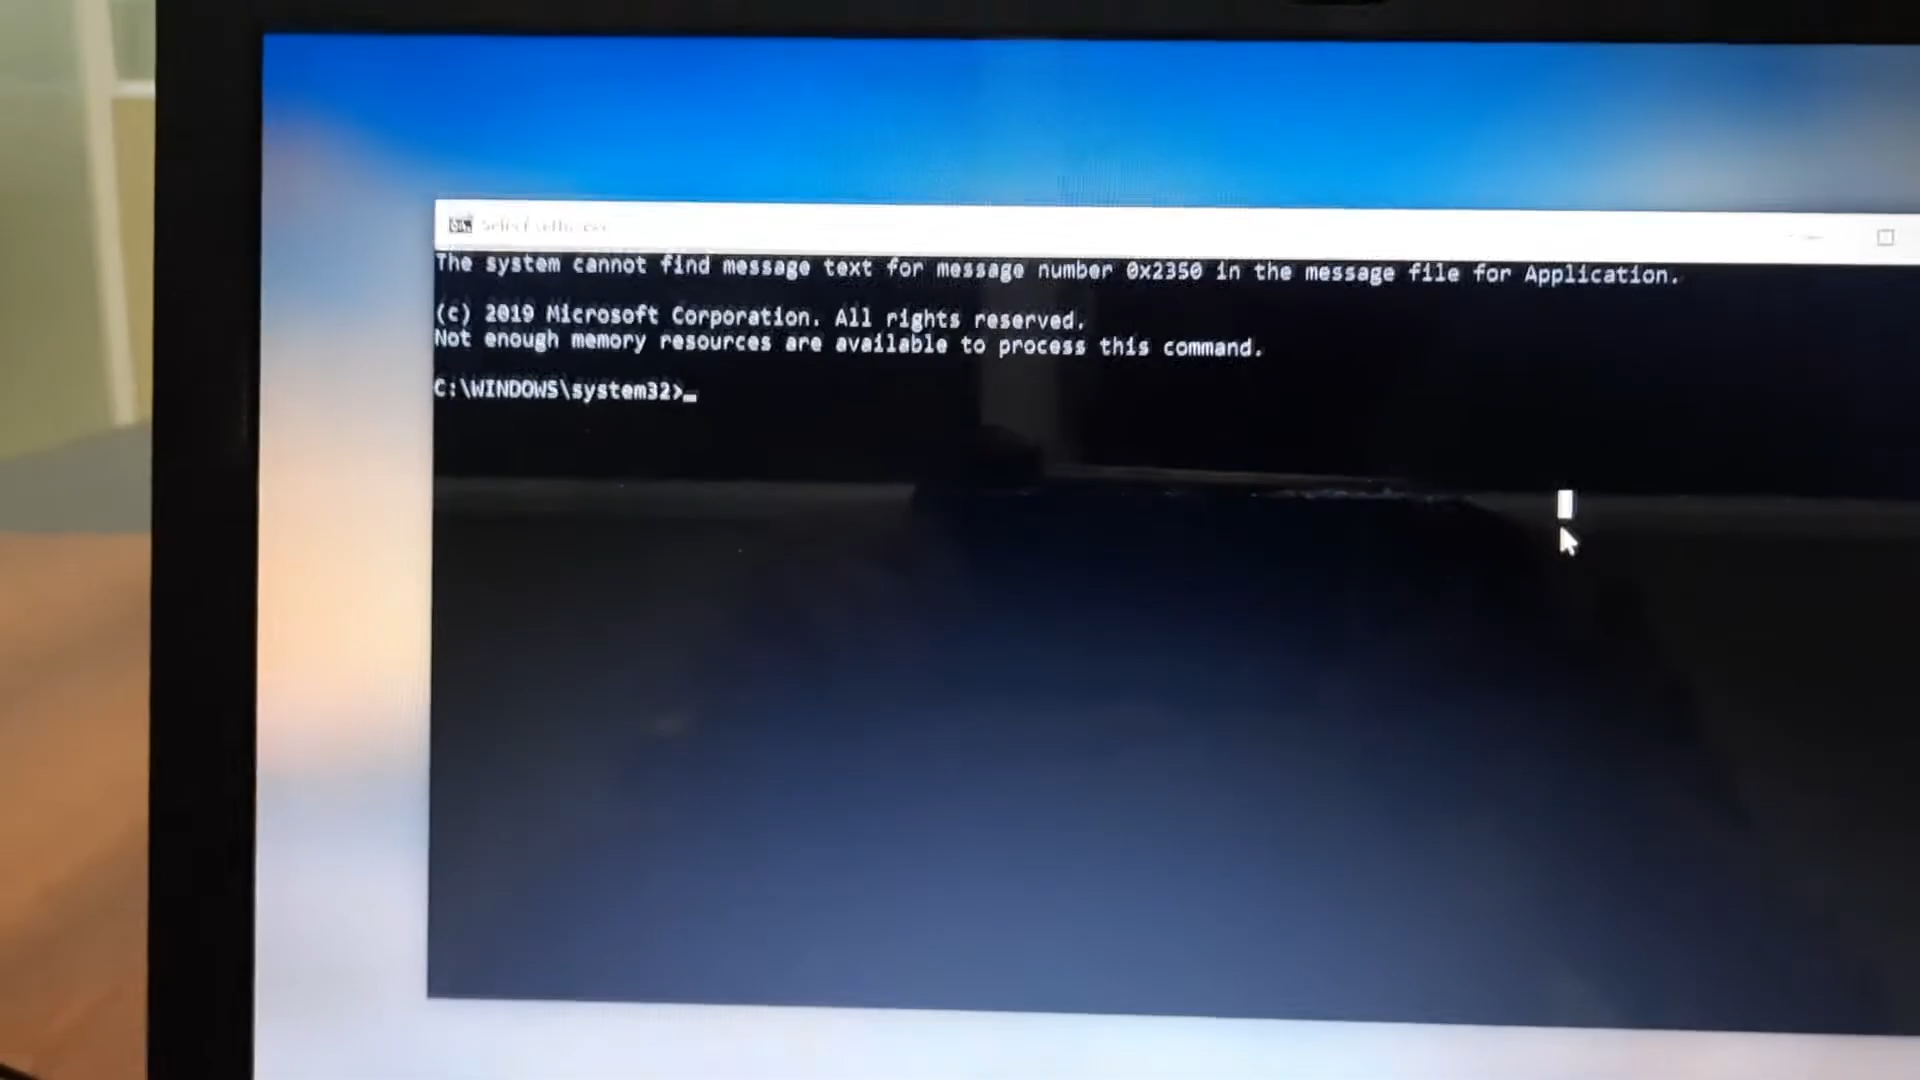 The system cannot find message text for message number 0x2350 in the message file for Application.
(c) 2019 Microsoft Corporation. All rights reserved.
Not enough memory resources are available to process this command.
C:\WINDOWS\system32>